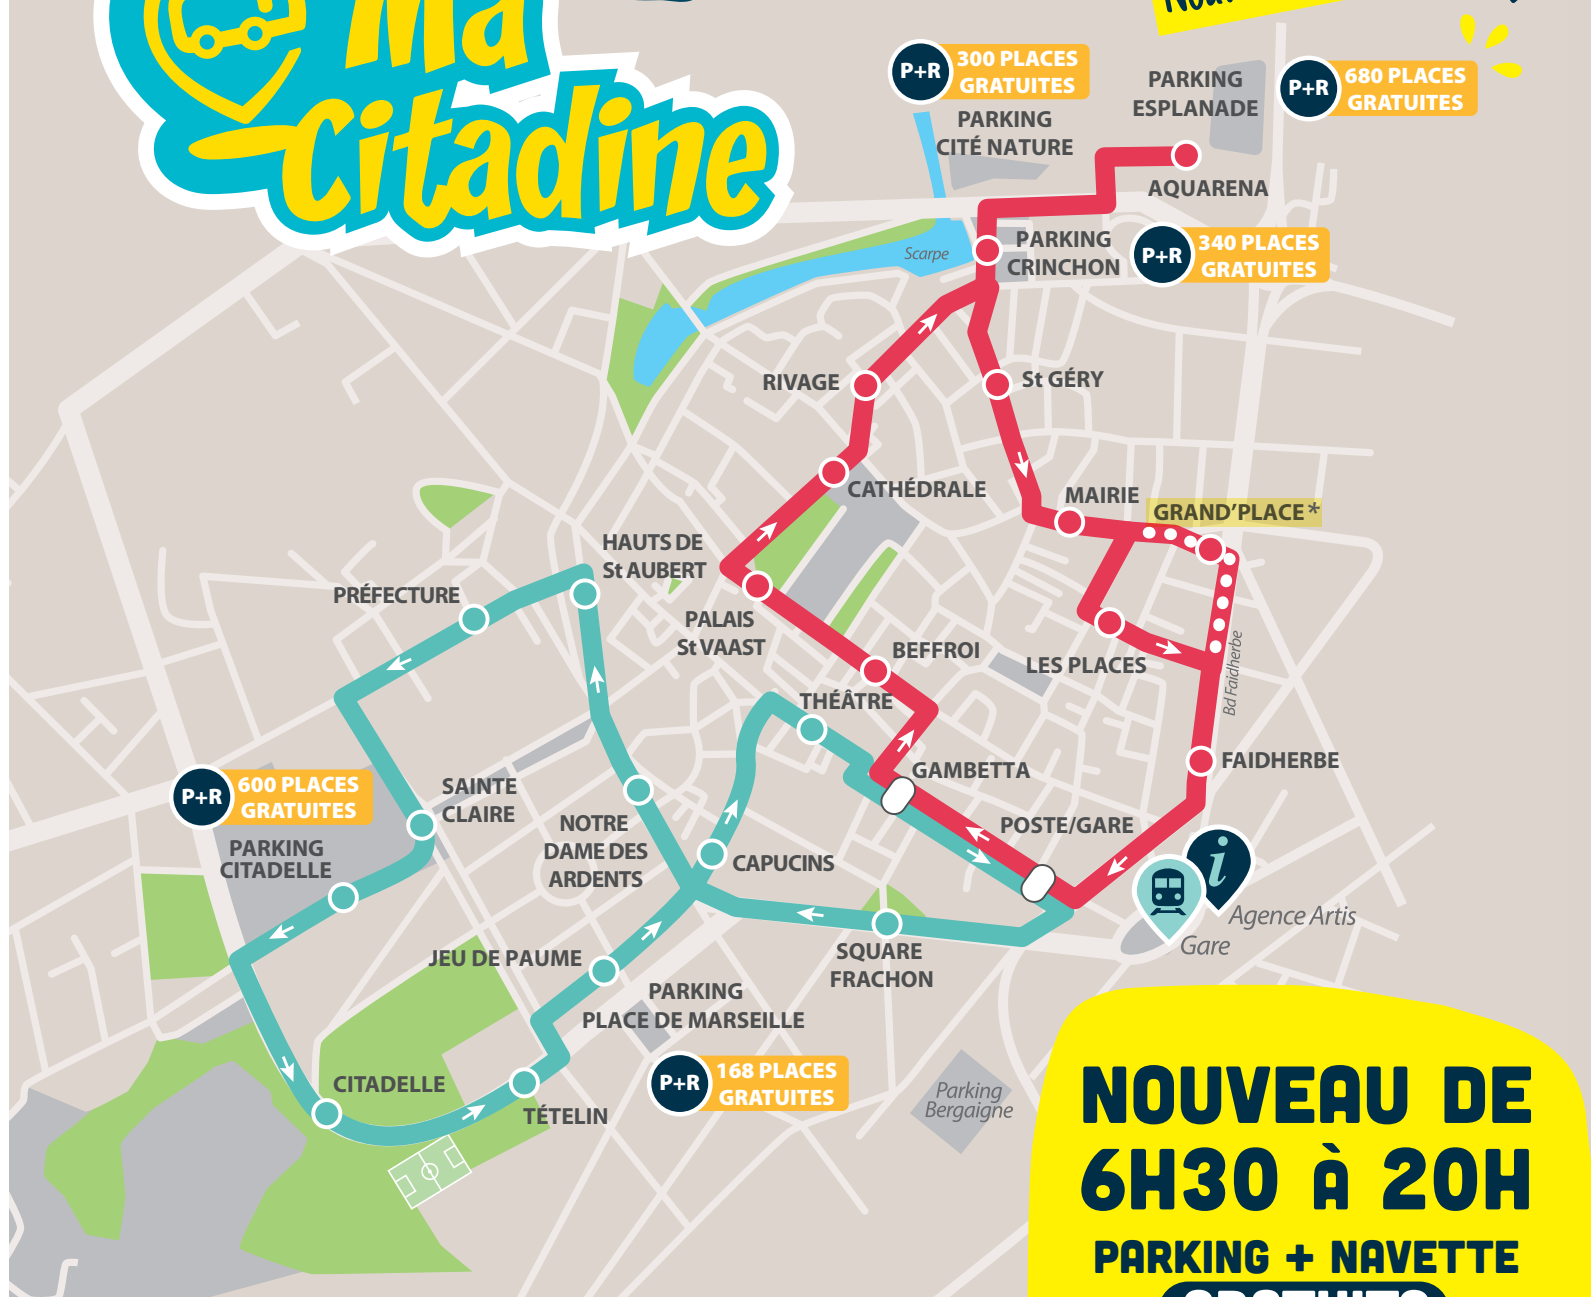 Ma
Citadine
P+R
300 PLACES
GRATUITES
PARKING
CITÉ NATURE
PARKING
ESPLANADE
P+R
680 PLACES
GRATUITES
AQUARENA
Scarpe
PARKING
CRINCHON
P+R
340 PLACES
GRATUITES
RIVAGE
St GÉRY
CATHÉDRALE
MAIRIE
GRAND’PLACE*
HAUTS DE
St AUBERT
PRÉFECTURE
PALAIS
St VAAST
BEFFROI
LES PLACES
Bd Faidherbe
THÉÂTRE
GAMBETTA
FAIDHERBE
P+R
600 PLACES
GRATUITES
PARKING
CITADELLE
SAINTE
CLAIRE
NOTRE
DAME DES
ARDENTS
CAPUCINS
POSTE/GARE
i
Agence Artis
Gare
JEU DE PAUME
SQUARE
FRACHON
PARKING
PLACE DE MARSEILLE
P+R
168 PLACES
GRATUITES
CITADELLE
TÉTELIN
Parking
Bergaigne
NOUVEAU DE
6H30 À 20H
PARKING + NAVETTE